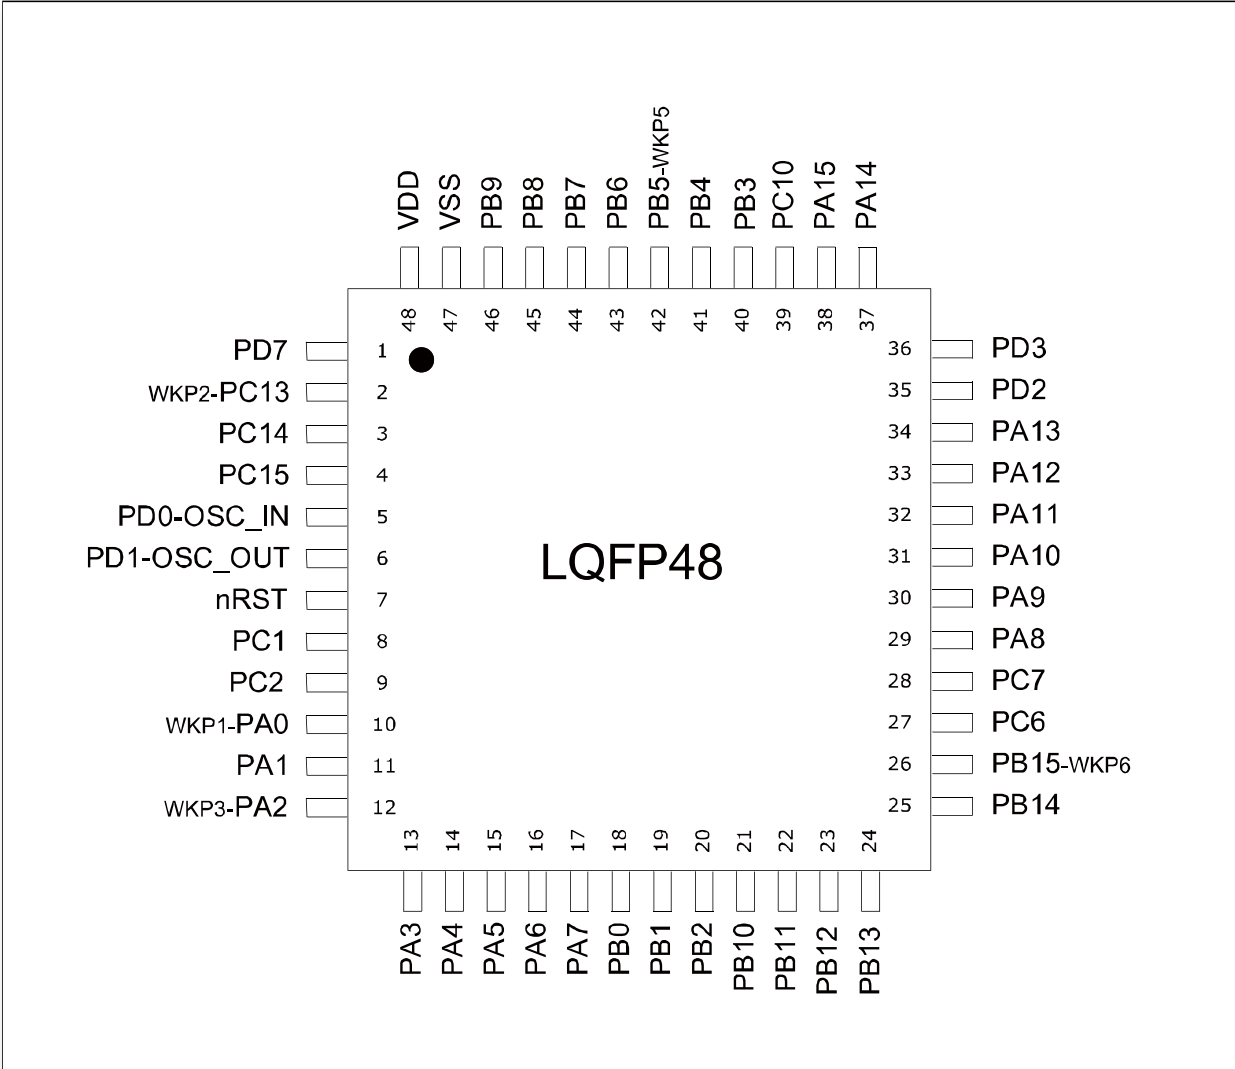 VDD
VSS
PB9
PB8
PB7
PB6
PB5-WKP5
PB4
PB3
PC10
PA15
PA14
48
47
46
45
44
43
42
41
40
39
38
37
PD7 1
WKP2-PC13 2
PC14 3
PC15 4
PD0-OSC_IN 5
PD1-OSC_OUT 6
nRST 7
PC1 8
PC2 9
WKP1-PA0 10
PA1 11
WKP3-PA2 12
LQFP48
36 PD3
35 PD2
34 PA13
33 PA12
32 PA11
31 PA10
30 PA9
29 PA8
28 PC7
27 PC6
26 PB15-WKP6
25 PB14
13
14
15
16
17
18
19
20
21
22
23
24
PA3
PA4
PA5
PA6
PA7
PB0
PB1
PB2
PB10
PB11
PB12
PB13